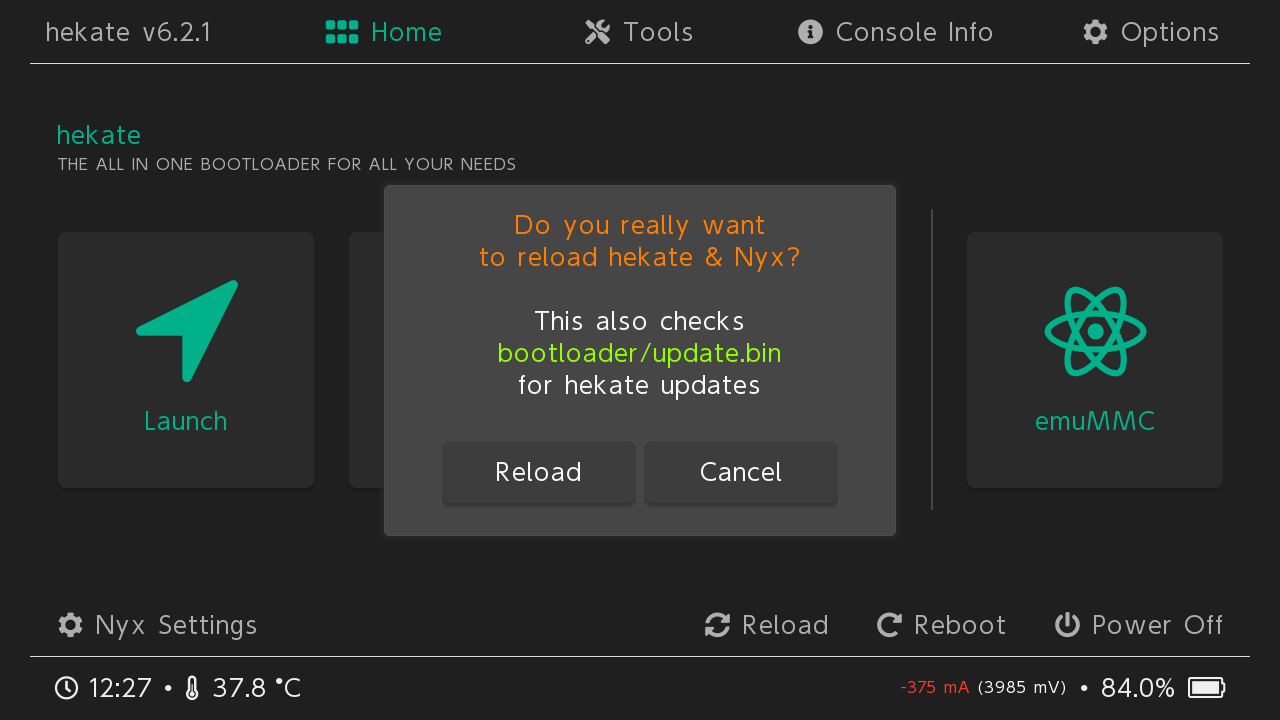 hekate v6.2.1 Home Tools Console Info Options
hekate
THE ALL IN ONE BOOTLOADER FOR ALL YOUR NEEDS
Do you really want
to reload hekate & Nyx?
This also checks
bootloader/update.bin
for hekate updates
Reload Cancel
Launch
emuMMC
Nyx Settings Reload Reboot Power Off
12:27 • 37.8 °C -375 mA (3985 mV) • 84.0%